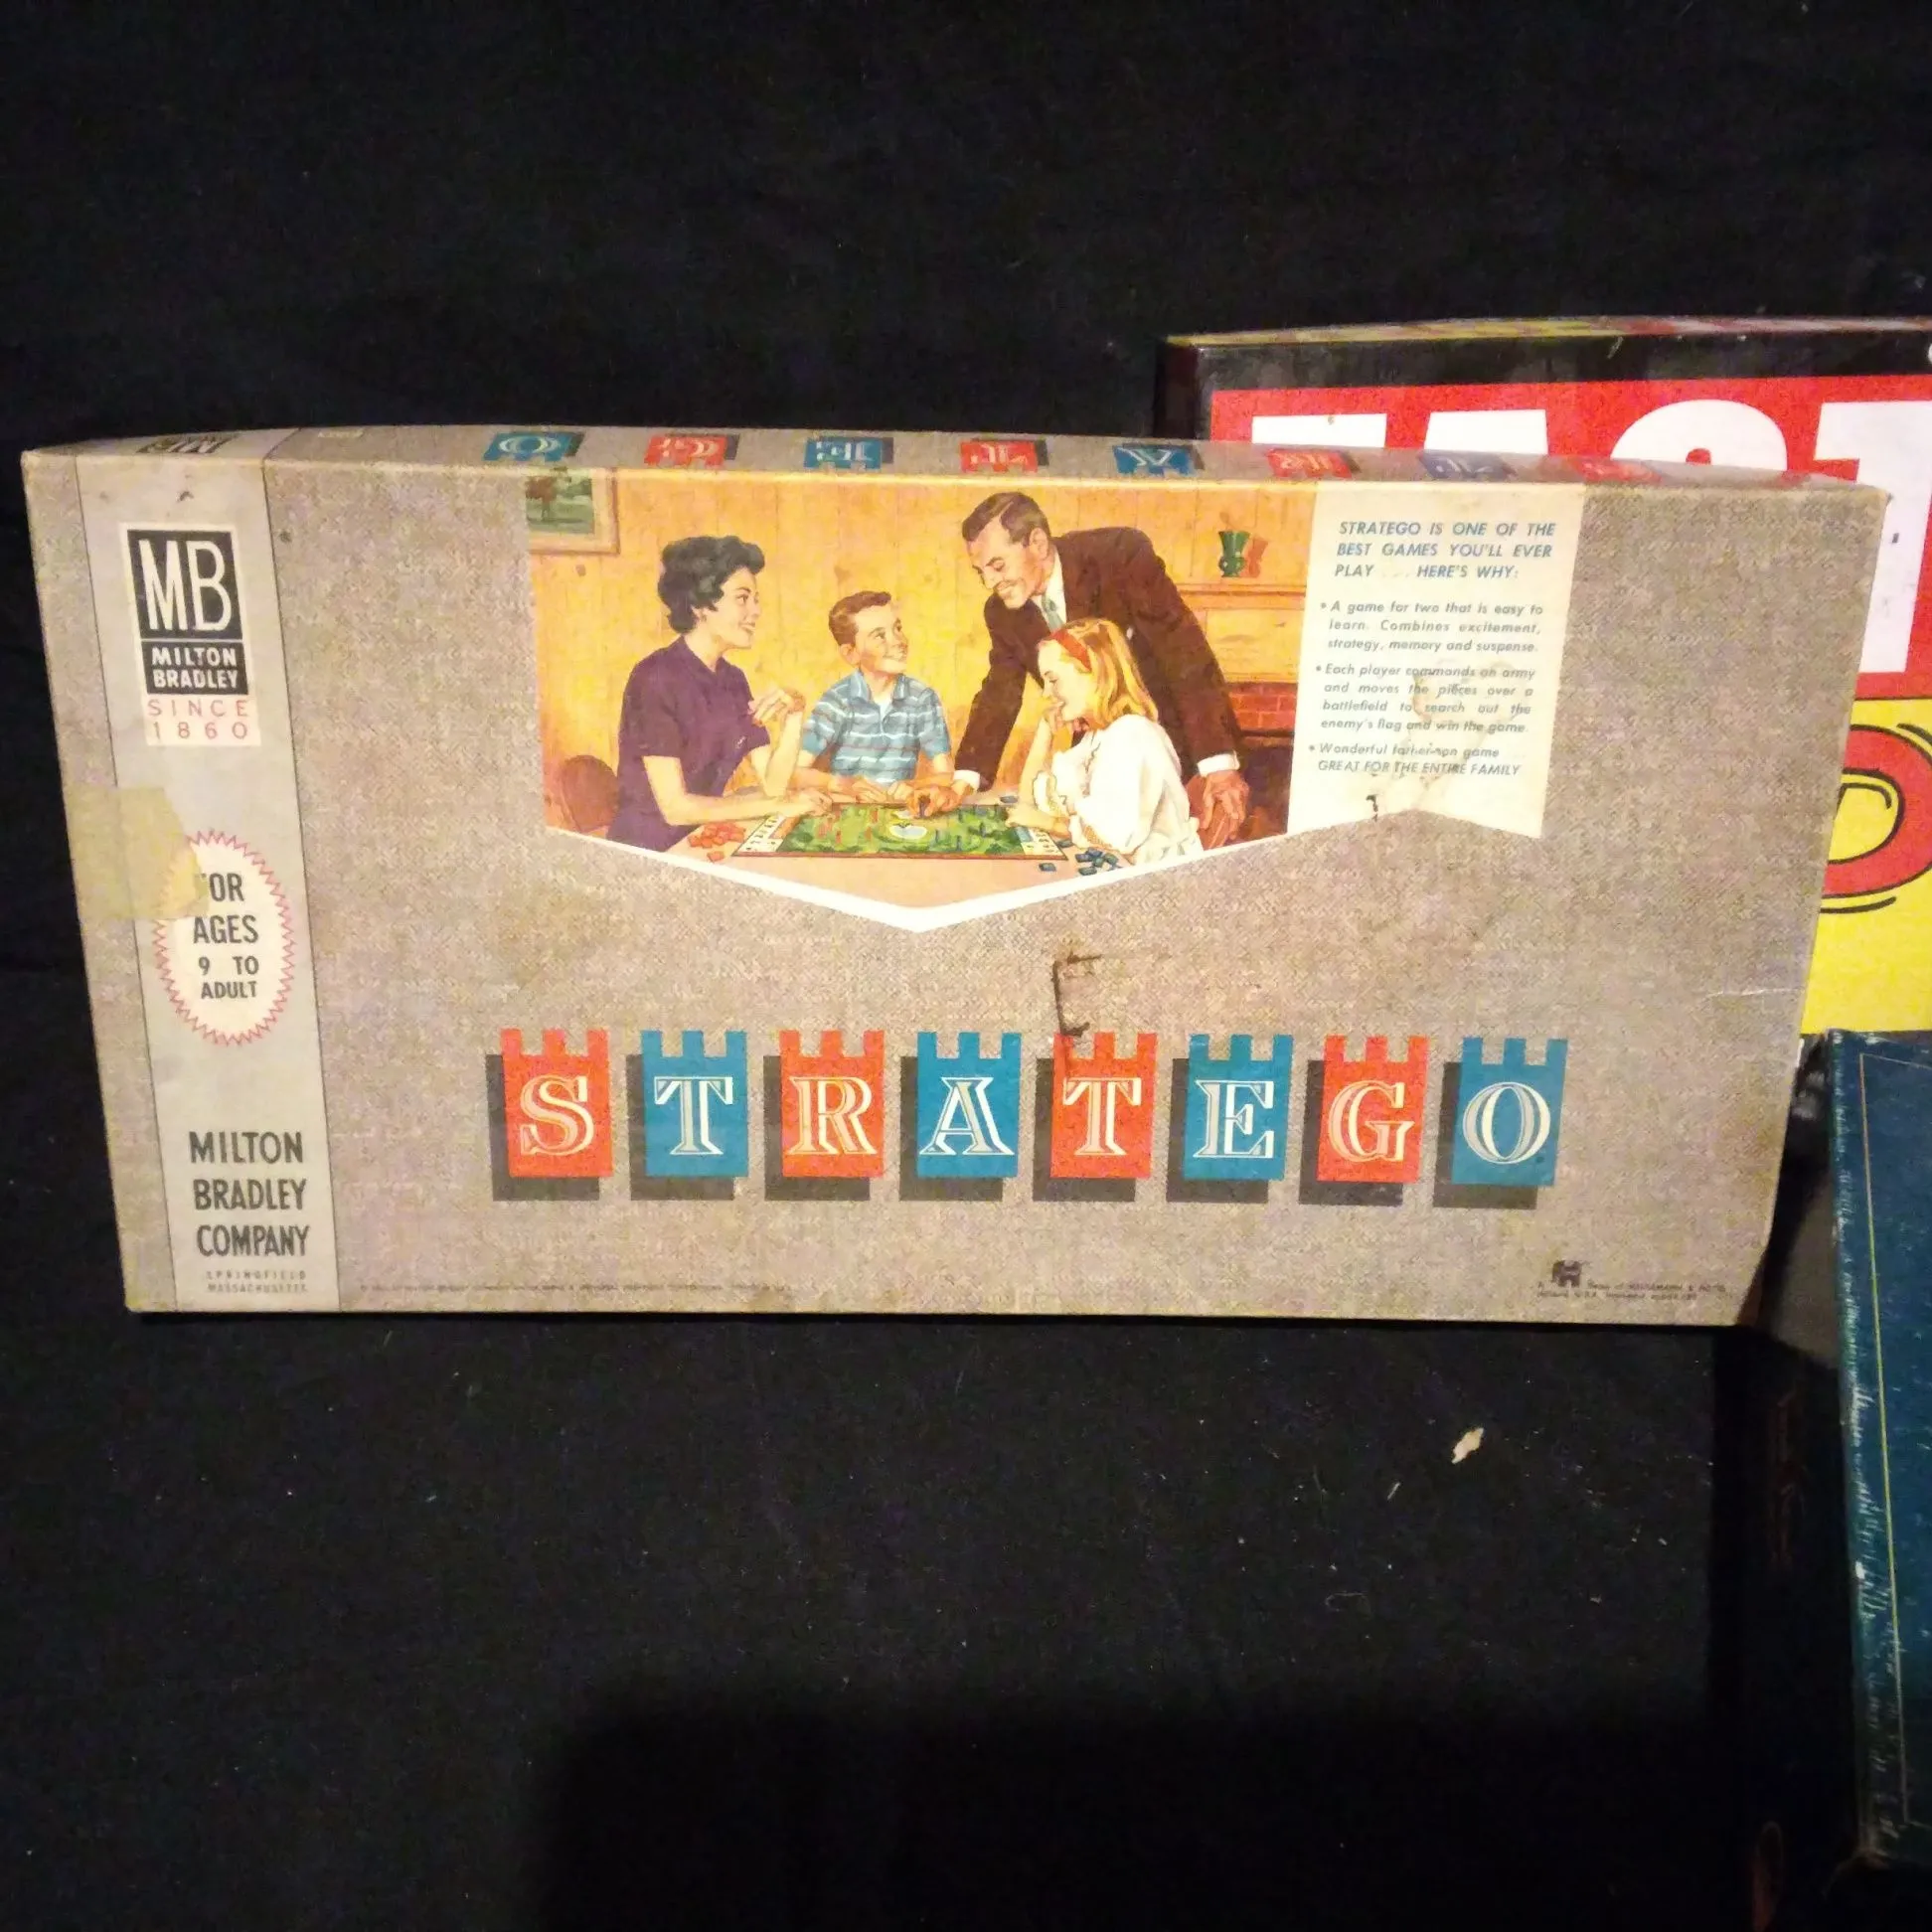 MB
MILTON
BRADLEY
SINCE
1860
OR
AGES
9 TO
ADULT
MILTON
BRADLEY
COMPANY
SPRINGFIELD
MASSACHUSETTS
STRATEGO IS ONE OF THE
BEST GAMES YOU'LL EVER
PLAY ... HERE'S WHY:
• A game for two that is easy to
learn. Combines excitement,
strategy, memory and suspense.
• Each player commands an army
and moves the pieces over a
battlefield to search out the
enemy's flag and win the game.
• Wonderful father-son game
GREAT FOR THE ENTIRE FAMILY
STRATEGO
STRATEGO
MB